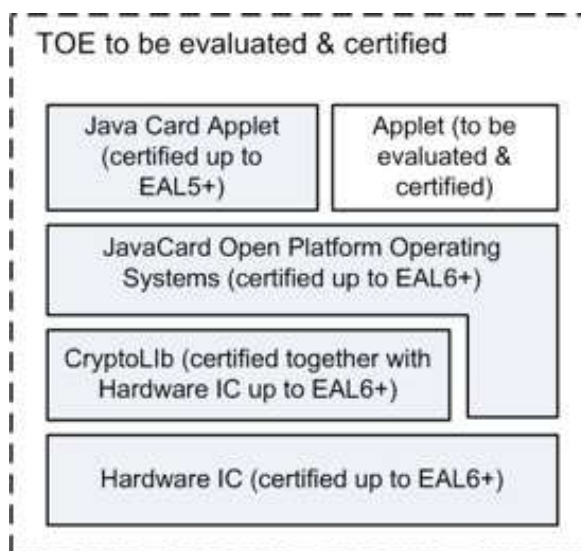 TOE to be evaluated & certified
Java Card Applet
(certified up to
EAL5+)
Applet (to be
evaluated &
certified)
JavaCard Open Platform Operating
Systems (certified up to EAL6+)
CryptoLIb (certified together with
Hardware IC up to EAL6+)
Hardware IC (certified up to EAL6+)